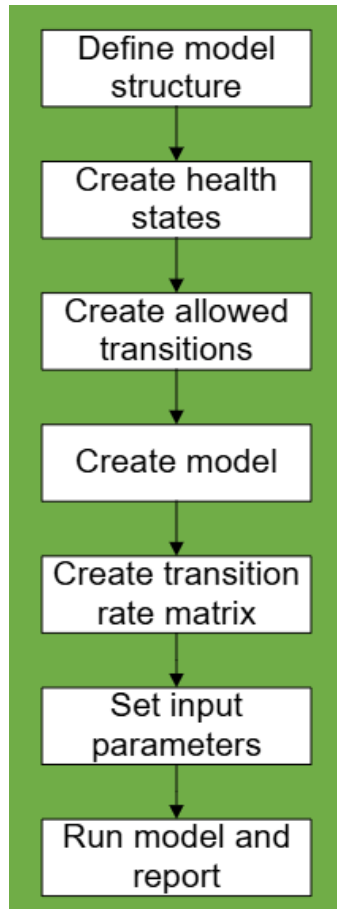 Define model
structure
Create health
states
Create allowed
transitions
Create model
Create transition
rate matrix
Set input
parameters
Run model and
report